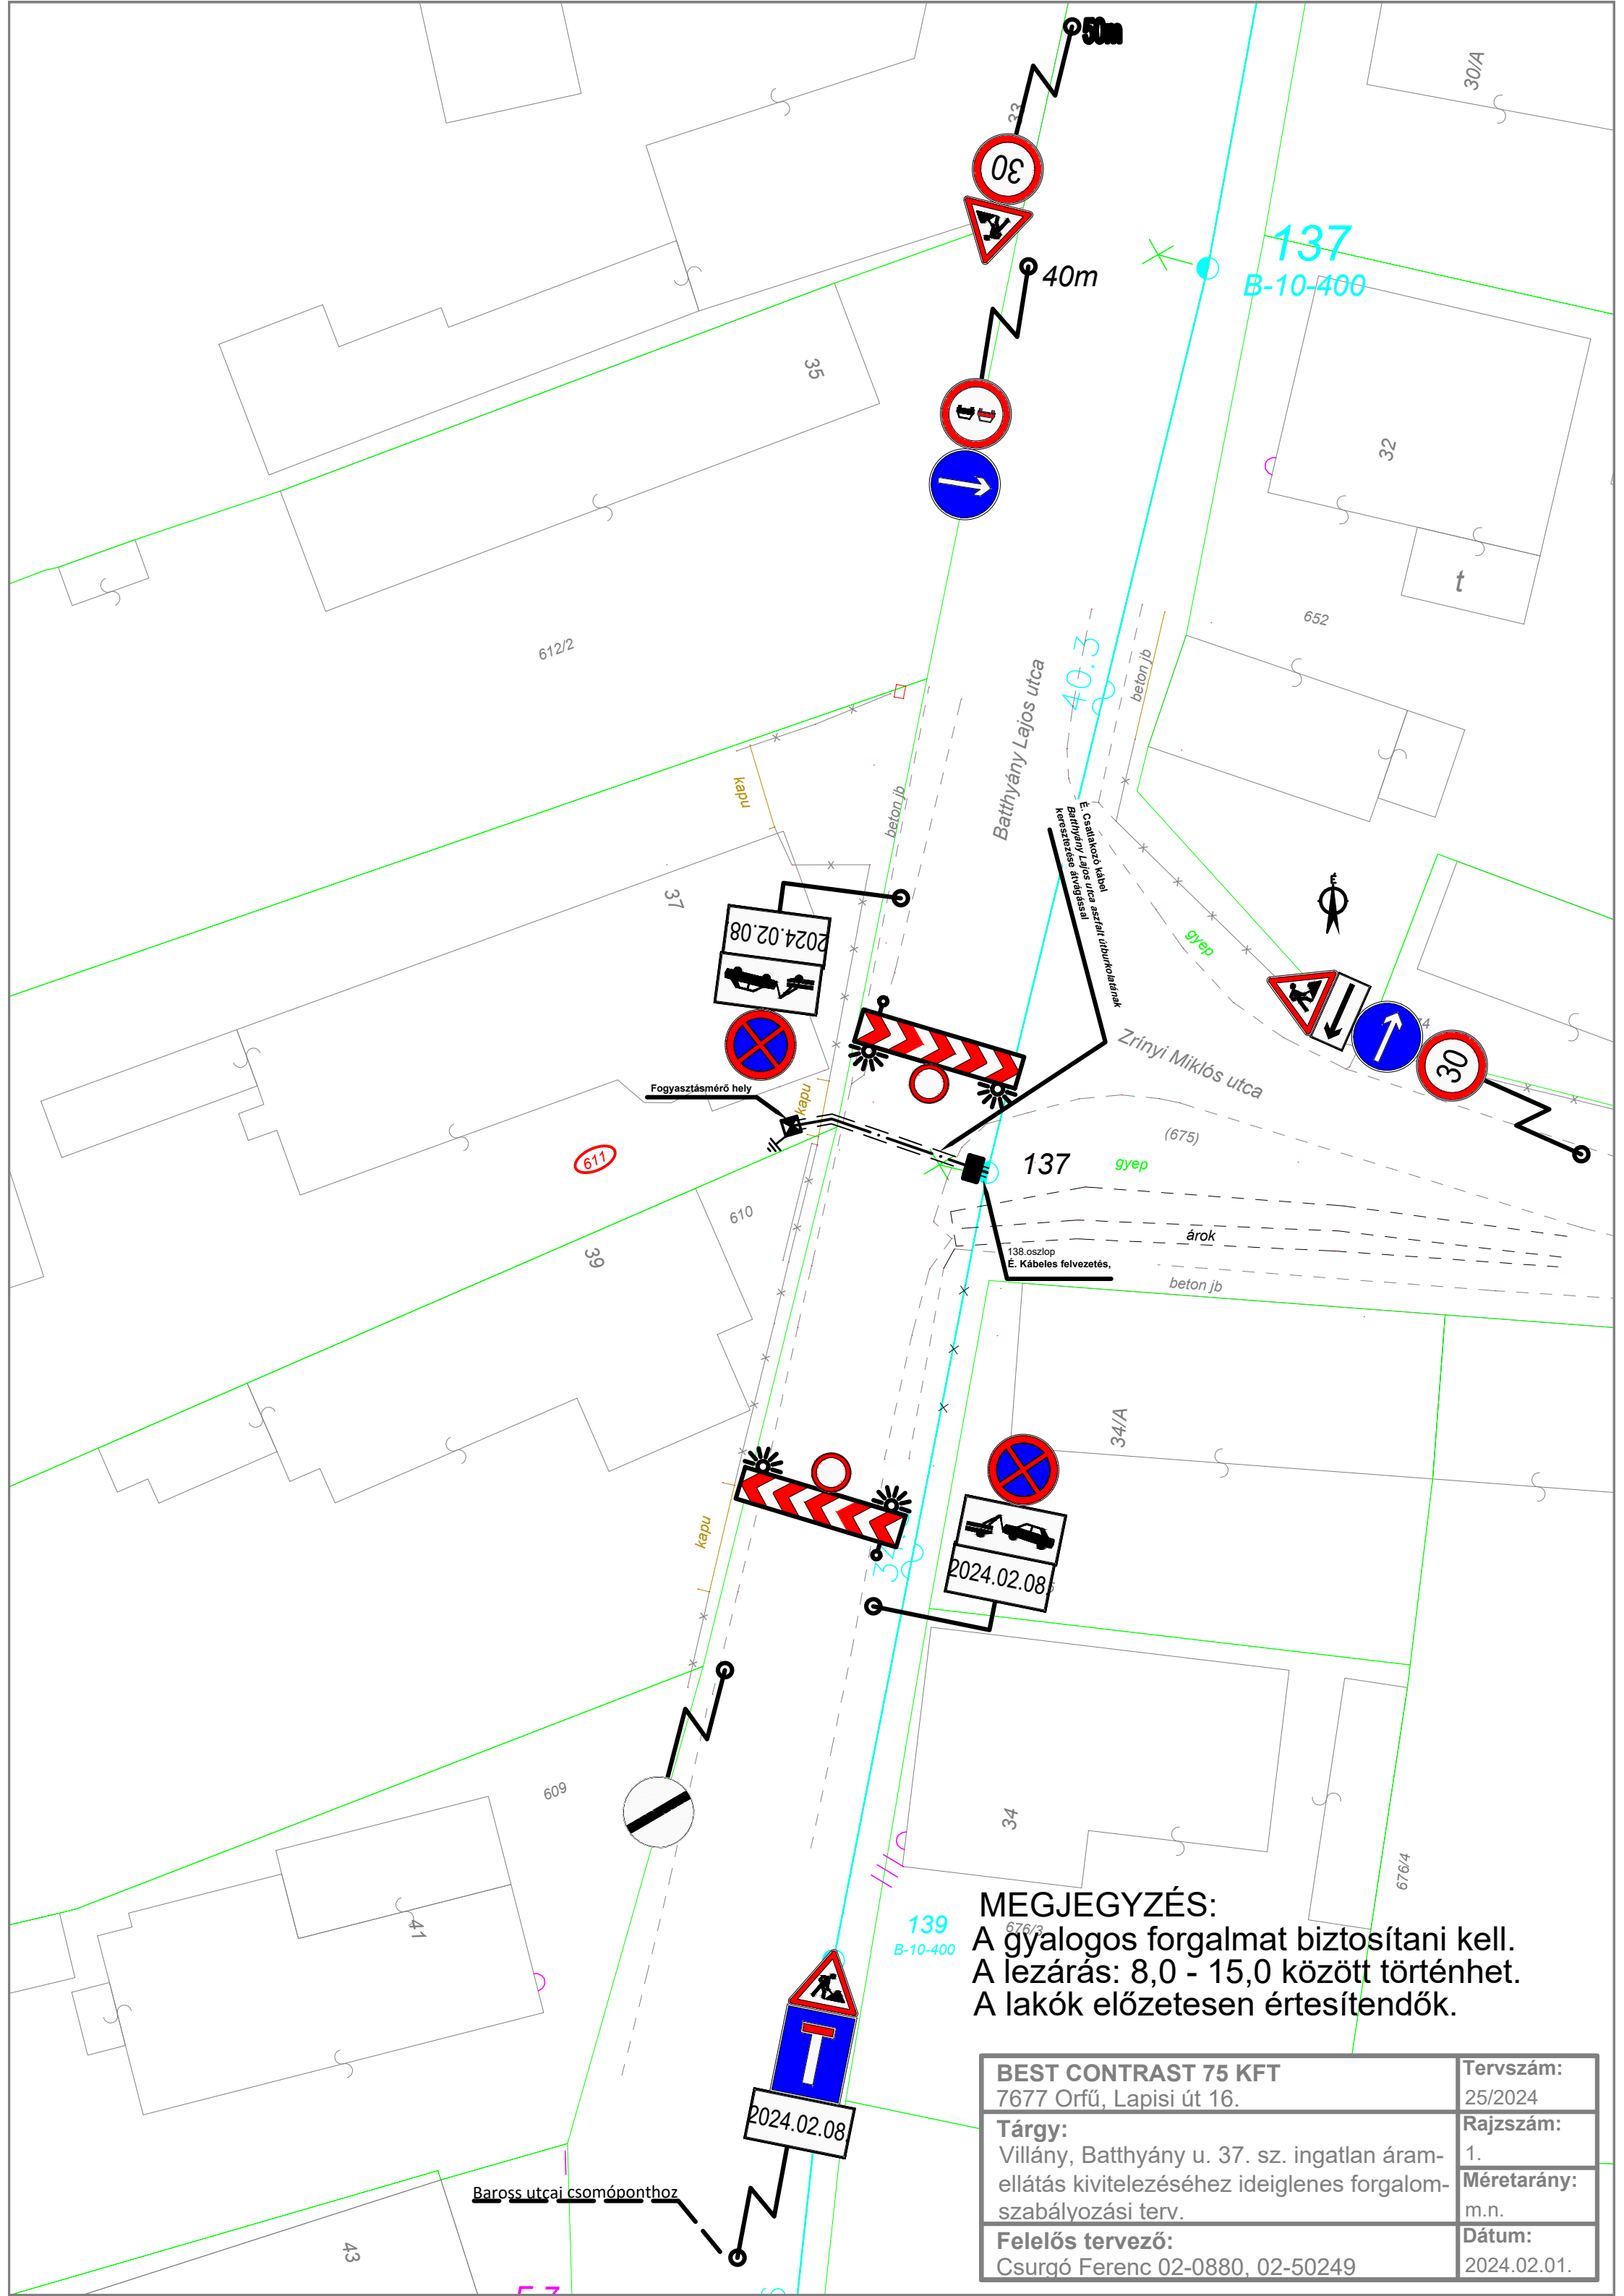 50m
30/A
33
30
137
B-10-400
40m
35
32
t
652
612/2
40.3
beton jb
Batthyány Lajos utca
kapu
beton jb
É. Csatlakozó kábel
Batthyány Lajos utca aszfalt útburkolatának
keresztezése átvágással
37
É
2024.02.08
gyep
Zrínyi Miklós utca
30
Fogyasztásmérő hely
kapu
(675)
611
137
gyep
610
árok
39
138.oszlop
É. Kábeles felvezetés,
beton jb
34/A
kapu
2024.02.08
609
34
676/4
MEGJEGYZÉS:
139
676/3
B-10-400
A gyalogos forgalmat biztosítani kell.
A lezárás: 8,0 - 15,0 között történhet.
A lakók előzetesen értesítendők.
41
2024.02.08.
Baross utcai csomóponthoz
43
BEST CONTRAST 75 KFT
7677 Orfű, Lapisi út 16.
Tervszám:
25/2024
Tárgy:
Villány, Batthyány u. 37. sz. ingatlan áram-
ellátás kivitelezéséhez ideiglenes forgalom-
szabályozási terv.
Rajzszám:
1.
Méretarány:
m.n.
Felelős tervező:
Csurgó Ferenc 02-0880, 02-50249
Dátum:
2024.02.01.